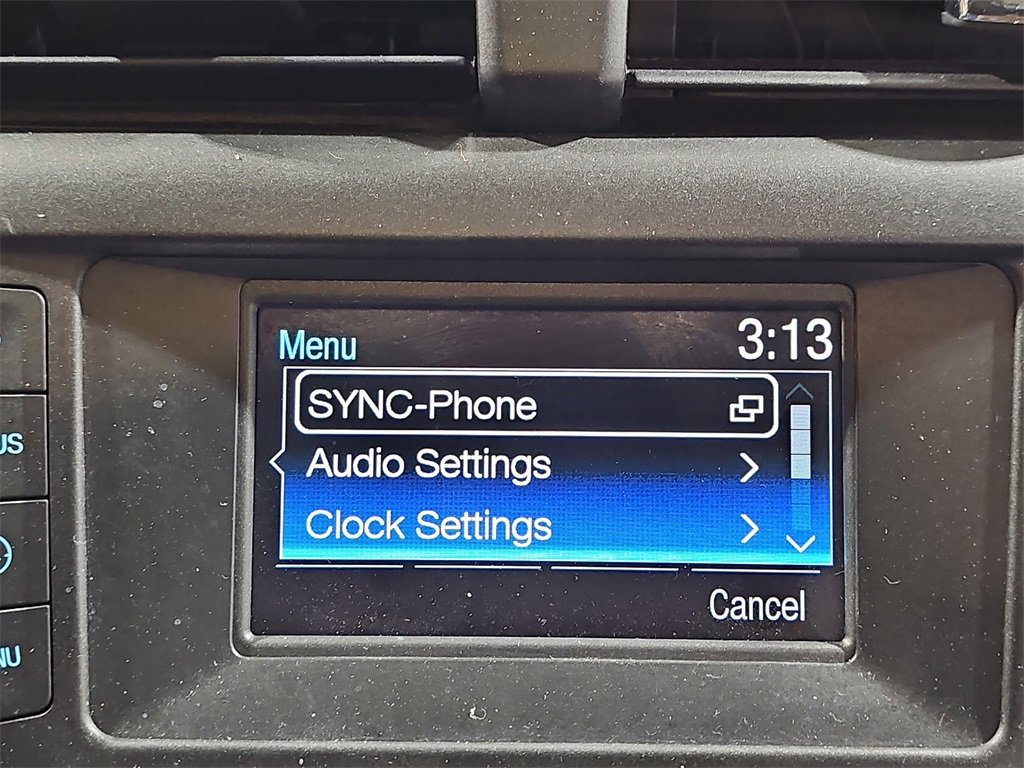 Menu 3:13
SYNC-Phone
Audio Settings
Clock Settings
Cancel